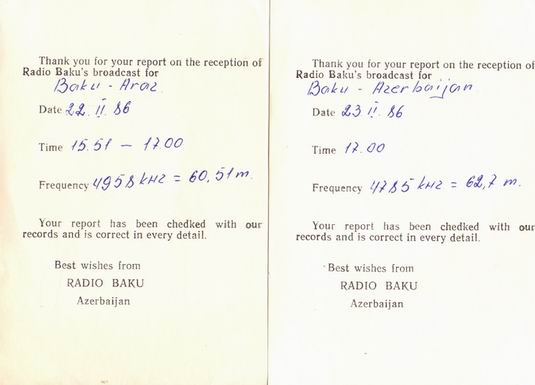 Thank you for your report on the reception of
Radio Baku's broadcast for
Baku - Araz
Date 22. II. 86
Time 15.51 – 17.00
Frequency 4958 kHz = 60,51 m.
Your report has been chedked with our
records and is correct in every detail.
Best wishes from
RADIO BAKU
Azerbaijan
Thank you for your report on the reception of
Radio Baku's broadcast for
Baku - Azerbaijan
Date 23 II. 86
Time 17.00
Frequency 4785 kHz = 62,7 m.
Your report has been chedked with our
records and is correct in every detail.
Best wishes from
RADIO BAKU
Azerbaijan